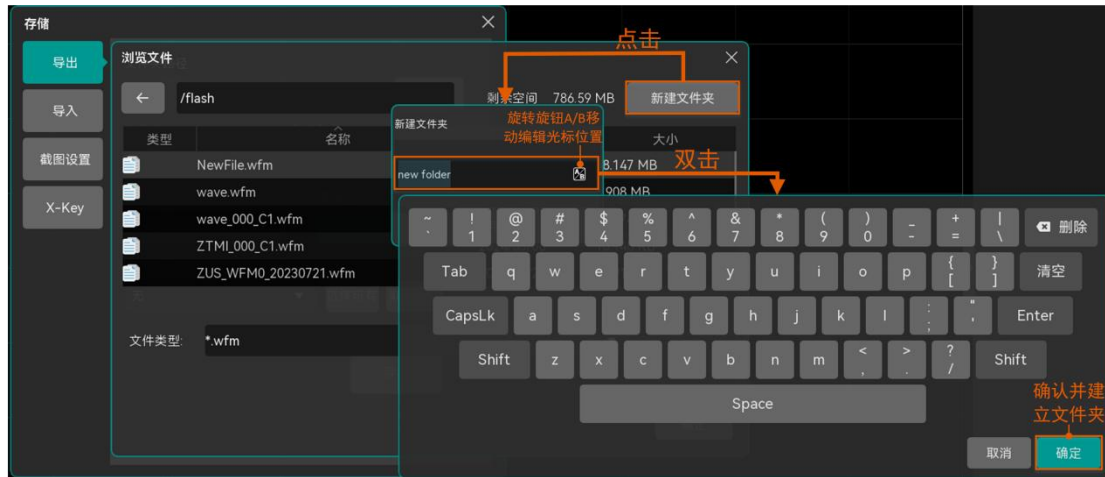 存储
导出
导入
截图设置
X-Key
浏览文件
/flash
剩余空间 786.59 MB
新建文件夹
点击
类型
名称
大小
NewFile.wfm
8.147 MB
wave.wfm
908 MB
wave_000_C1.wfm
ZTMI_000_C1.wfm
ZUS_WFM0_20230721.wfm
文件类型:
*.wfm
新建文件夹
旋转旋钮A/B移
动编辑光标位置
new folder
双击
~ ! @ # $ % ^ & * ( ) _ + |
` 1 2 3 4 5 6 7 8 9 0 - = \ 删除
Tab q w e r t y u i o p { [ } ] 清空
CapsLk a s d f g h j k l : ; " , Enter
Shift z x c v b n m < , > . ? / Shift
Space
确认并建
立文件夹
取消
确定